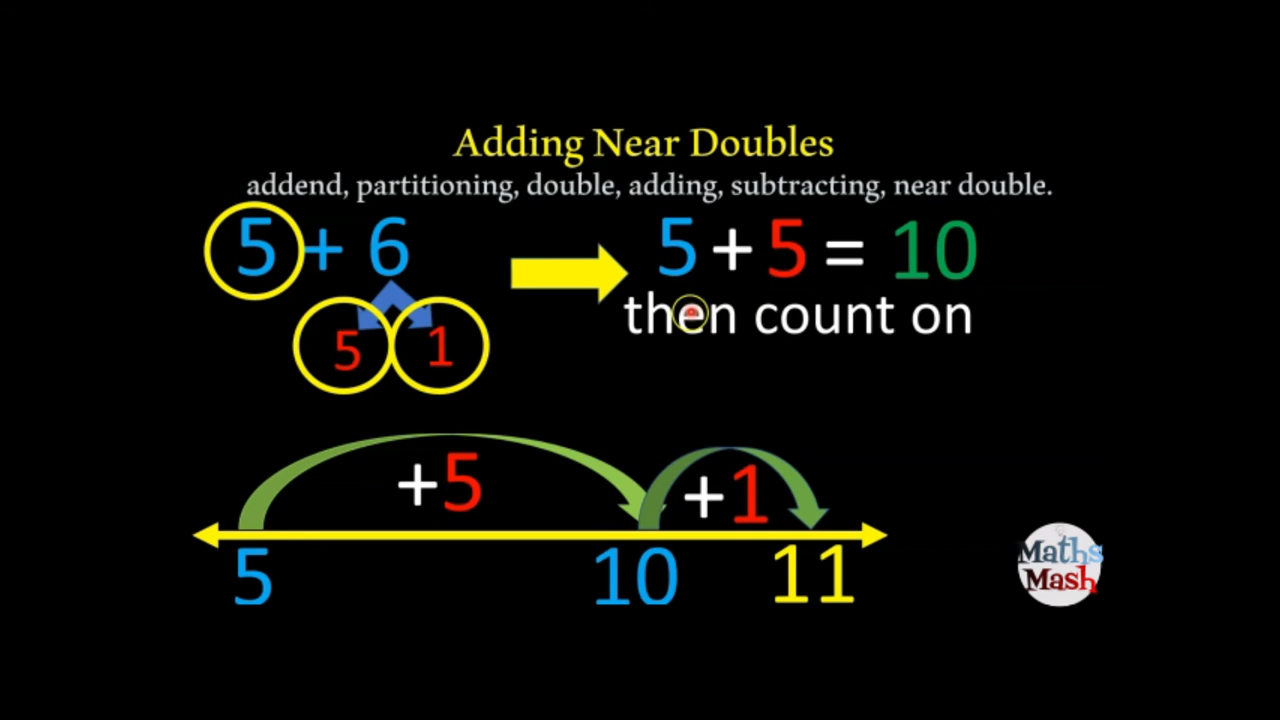 Adding Near Doubles
addend, partitioning, double, adding, subtracting, near double.
5 + 6
5 1
5 + 5 = 10
then count on
+5 +1
5 10 11
Maths
Mash